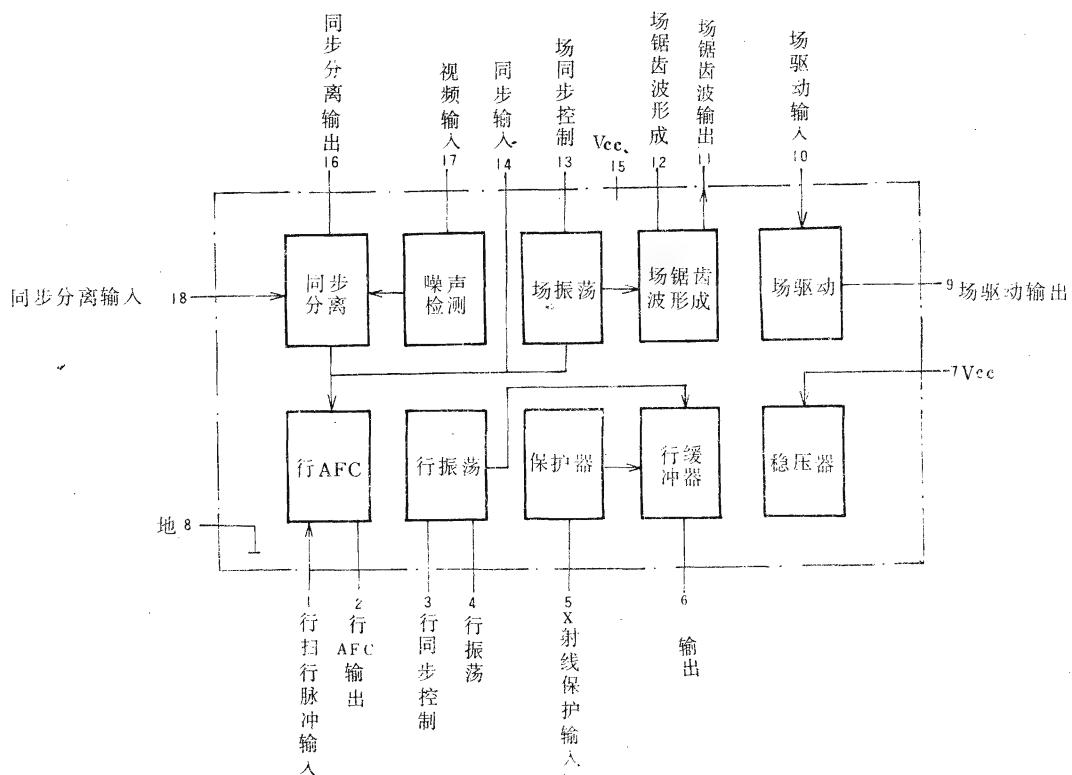 同步分离输出
16
视频输入
17
同步输入
14
场同步控制
13
Vcc
15
场锯齿波形成
12
场锯齿波输出
11
场驱动输入
10
同步分离输入 18
同步
分离
噪声
检测
场振荡
场锯齿
波形成
场驱动
9 场驱动输出
7 Vcc
行AFC
行振荡
保护器
行缓
冲器
稳压器
地 8
1
行扫行脉冲输入
2
行AFC输出
3
行同步控制
4
行振荡
5
X射线保护输入
6
输出